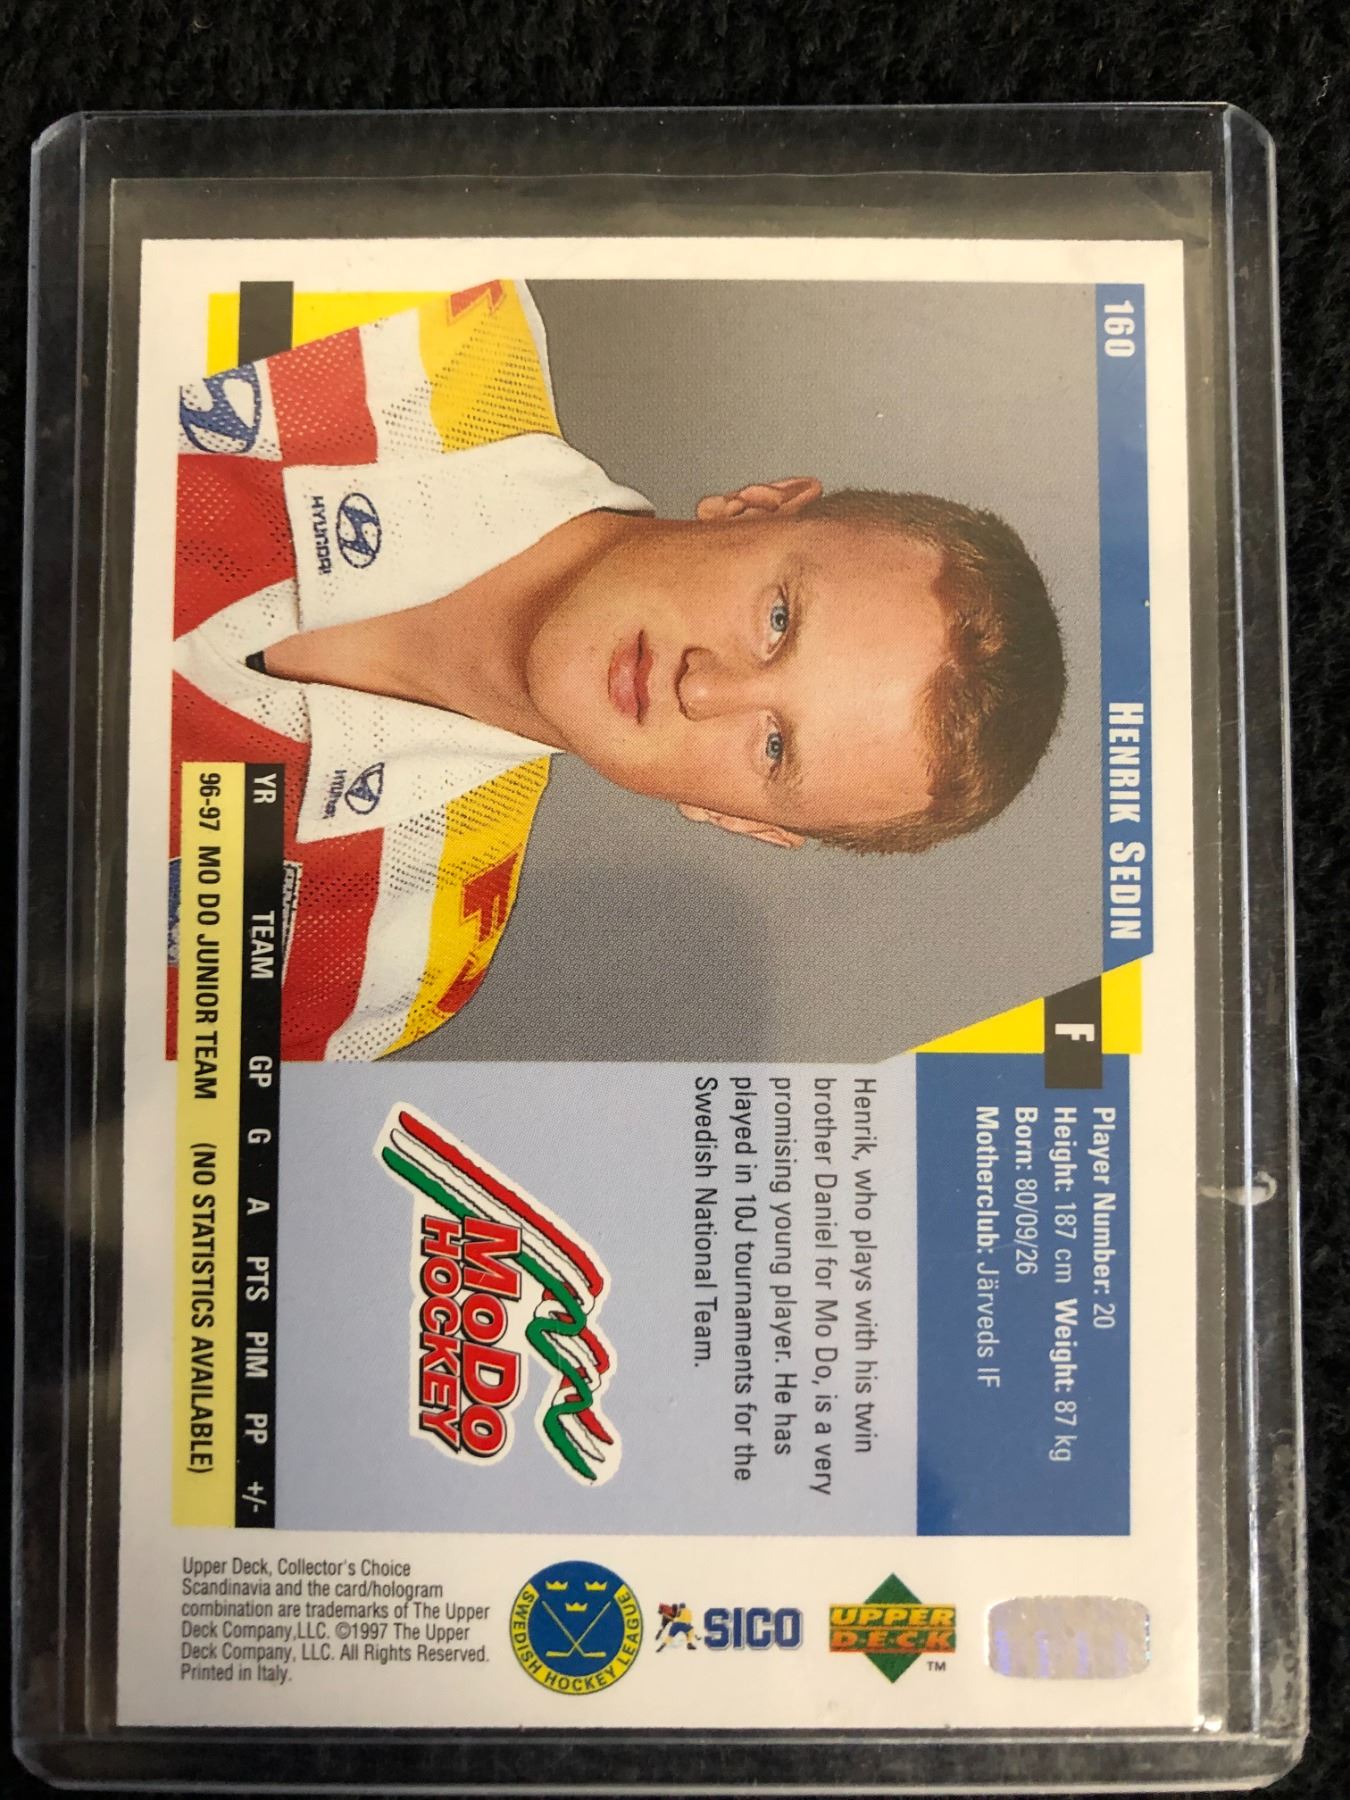 160 HENRIK SEDIN
F
Player Number: 20
Height: 187 cm Weight: 87 kg
Born: 80/09/26
Motherclub: Järveds IF
Henrik, who plays with his twin
brother Daniel for Mo Do, is a very
promising young player. He has
played in 10J tournaments for the
Swedish National Team.
HYUNDAI
HYUNDAI
MODO
HOCKEY
YR TEAM GP G A PTS PIM PP +/-
96-97 MO DO JUNIOR TEAM (NO STATISTICS AVAILABLE)
Upper Deck, Collector's Choice
Scandinavia and the card/hologram
combination are trademarks of The Upper
Deck Company,LLC. ©1997 The Upper
Deck Company, LLC. All Rights Reserved.
Printed in Italy.
SWEDISH HOCKEY LEAGUE
SICO
UPPER
DECK
TM